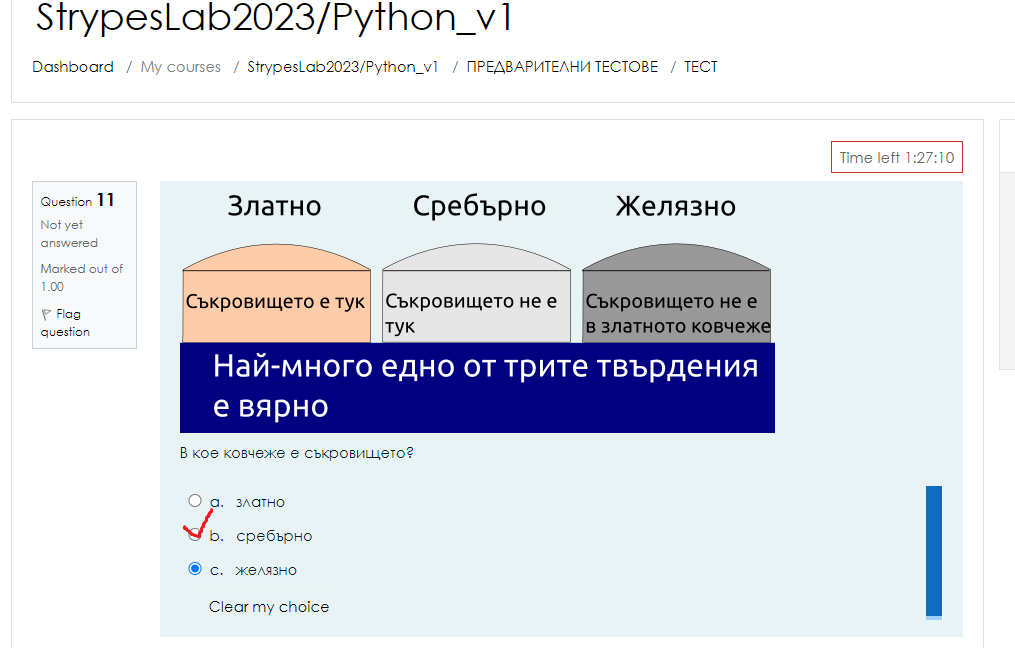 StrypesLab2023/Python_v1
Dashboard / My courses / StrypesLab2023/Python_v1 / ПРЕДВАРИТЕЛНИ ТЕСТОВЕ / ТЕСТ
Time left 1:27:10
Question 11
Not yet
answered
Marked out of
1.00
Flag
question
Златно Сребърно Желязно
Съкровището е тук
Съкровището не е
тук
Съкровището не е
в златното ковчеже
Най-много едно от трите твърдения
е вярно
В кое ковчеже е съкровището?
a. златно
b. сребърно
c. желязно
Clear my choice